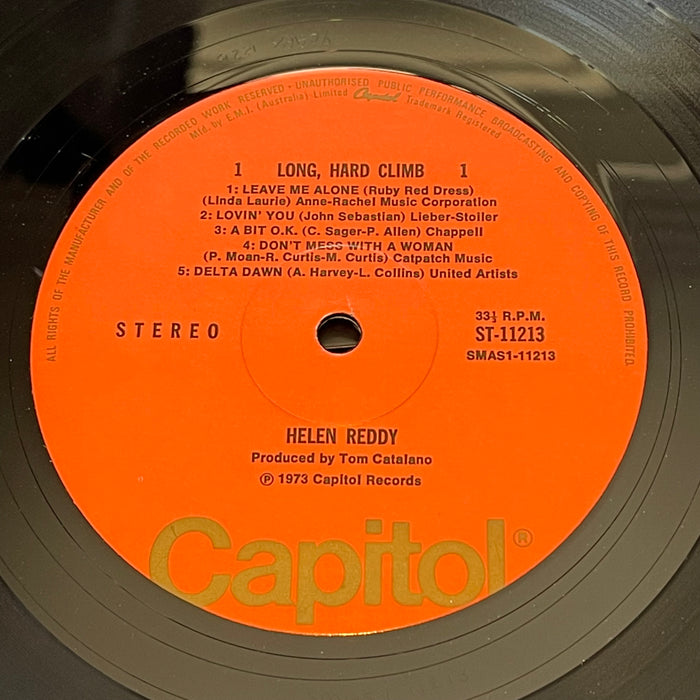 ALL RIGHTS OF THE MANUFACTURER AND OF THE RECORDED WORK RESERVED • UNAUTHORISED PUBLIC PERFORMANCE BROADCASTING AND COPYING OF THIS RECORD PROHIBITED.
Mfd. by E.M.I. (Australia) Limited Capitol Trademark Registered
1 LONG, HARD CLIMB 1
1: LEAVE ME ALONE (Ruby Red Dress)
(Linda Laurie) Anne-Rachel Music Corporation
2: LOVIN' YOU (John Sebastian) Lieber-Stoller
3: A BIT O.K. (C. Sager-P. Allen) Chappell
4: DON'T MESS WITH A WOMAN
(P. Moan-R. Curtis-M. Curtis) Catpatch Music
5: DELTA DAWN (A. Harvey-L. Collins) United Artists
STEREO
33⅓ R.P.M.
ST-11213
SMAS1-11213
HELEN REDDY
Produced by Tom Catalano
℗ 1973 Capitol Records
Capitol®